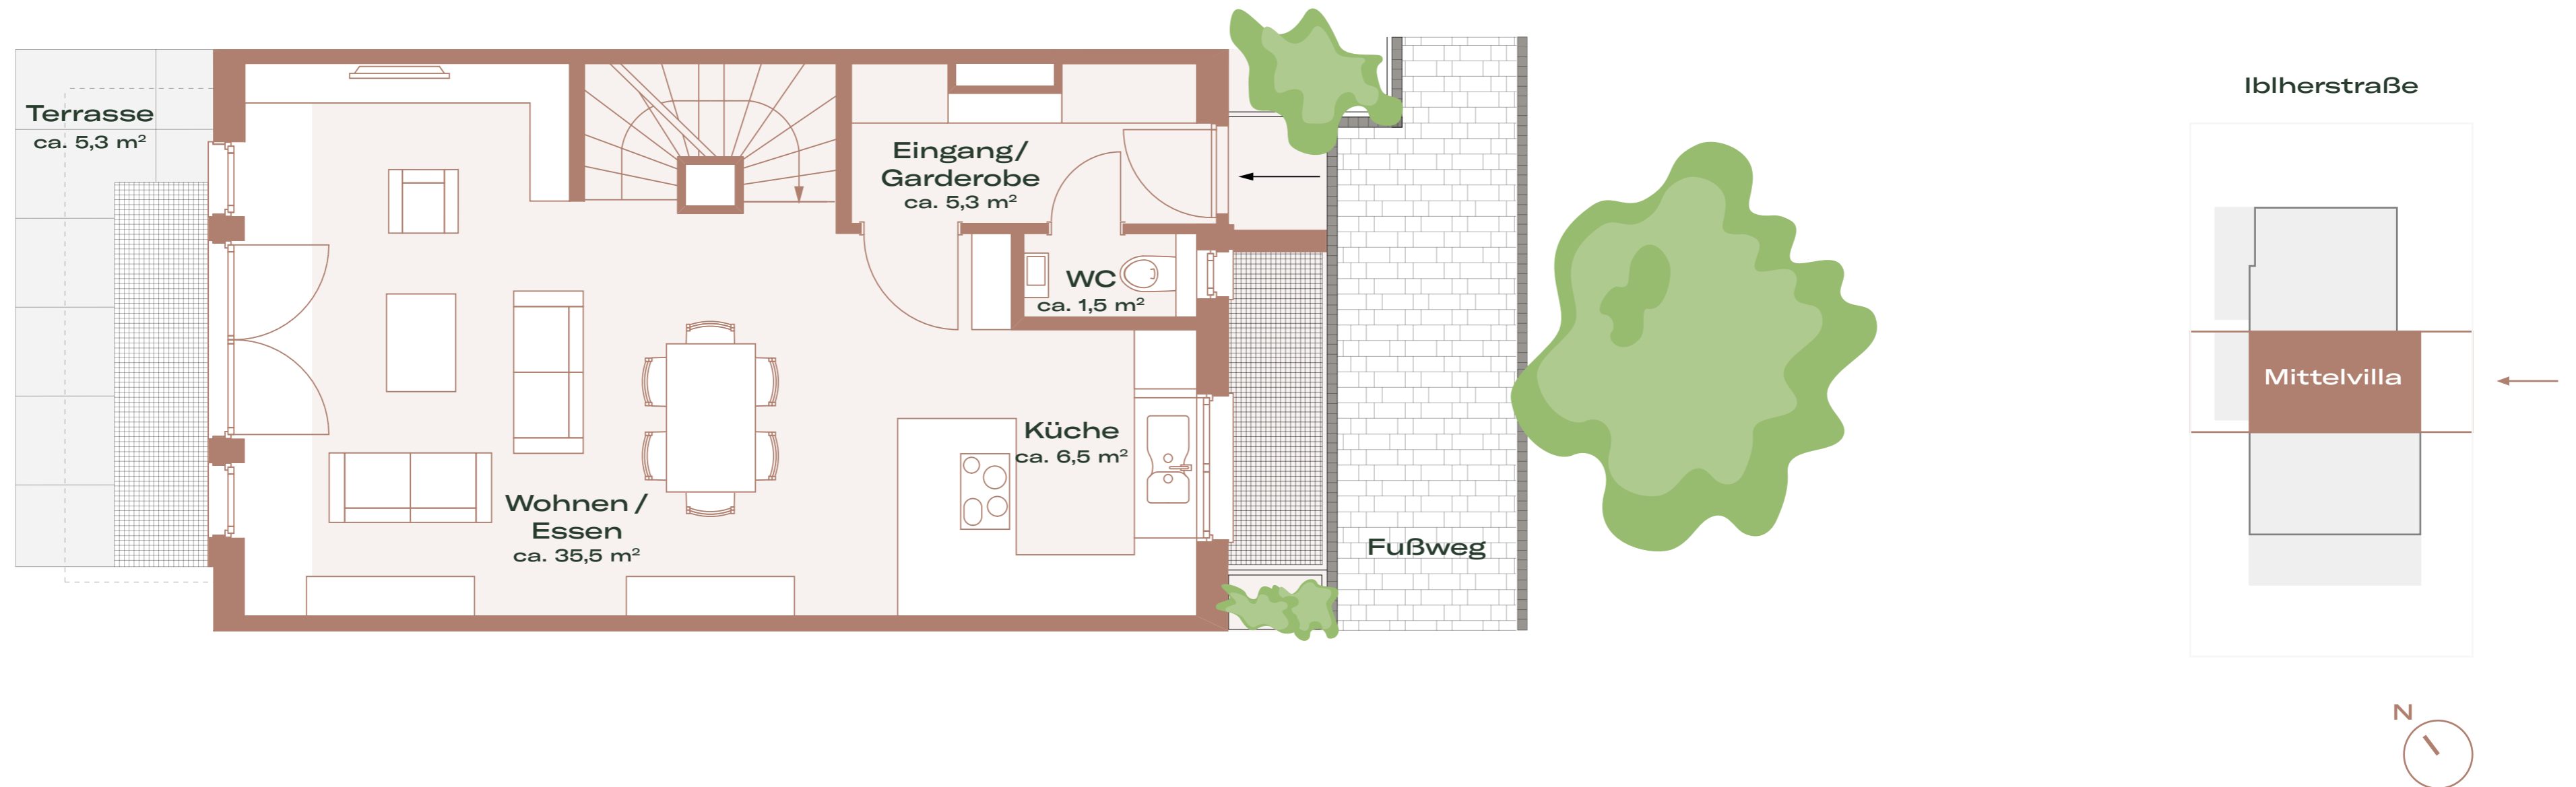 Terrasse
ca. 5,3 m²
Eingang/
Garderobe
ca. 5,3 m²
WC
ca. 1,5 m²
Küche
ca. 6,5 m²
Wohnen /
Essen
ca. 35,5 m²
Fußweg
Iblherstraße
Mittelvilla
N